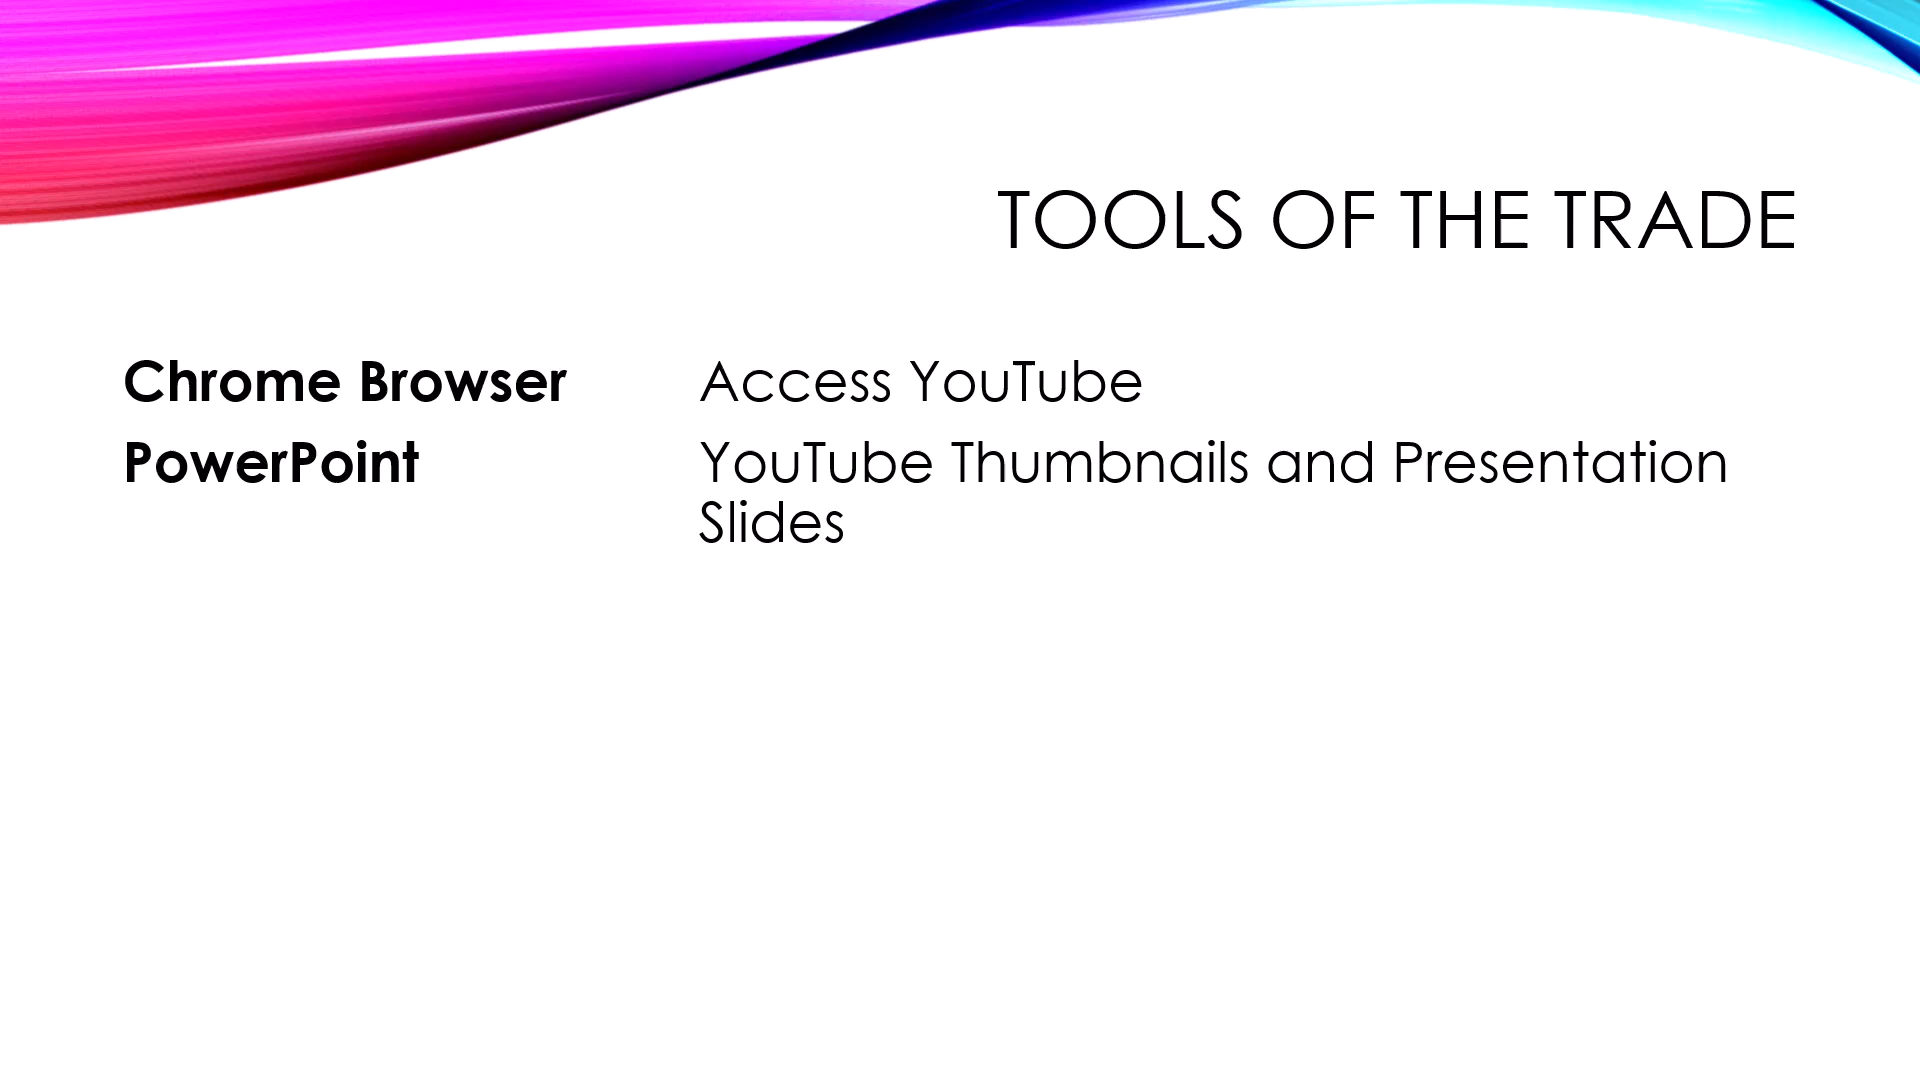 TOOLS OF THE TRADE
Chrome Browser Access YouTube
PowerPoint YouTube Thumbnails and Presentation
Slides